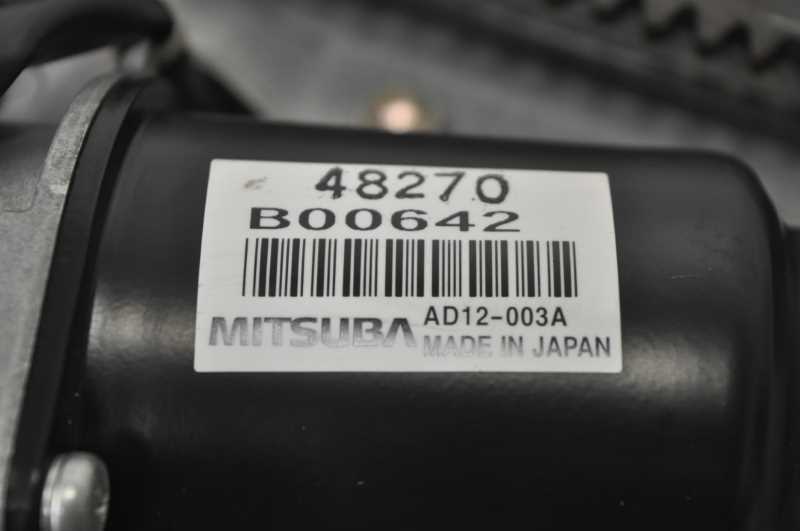 48270
B00642
AD12-003A
MITSUBA MADE IN JAPAN